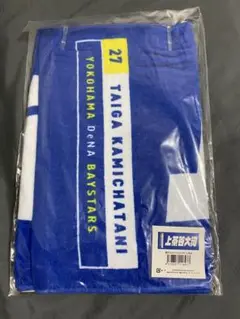 27 TAIGA KAMICHATANI
YOKOHAMA DeNA BAYSTARS
上茶谷大河